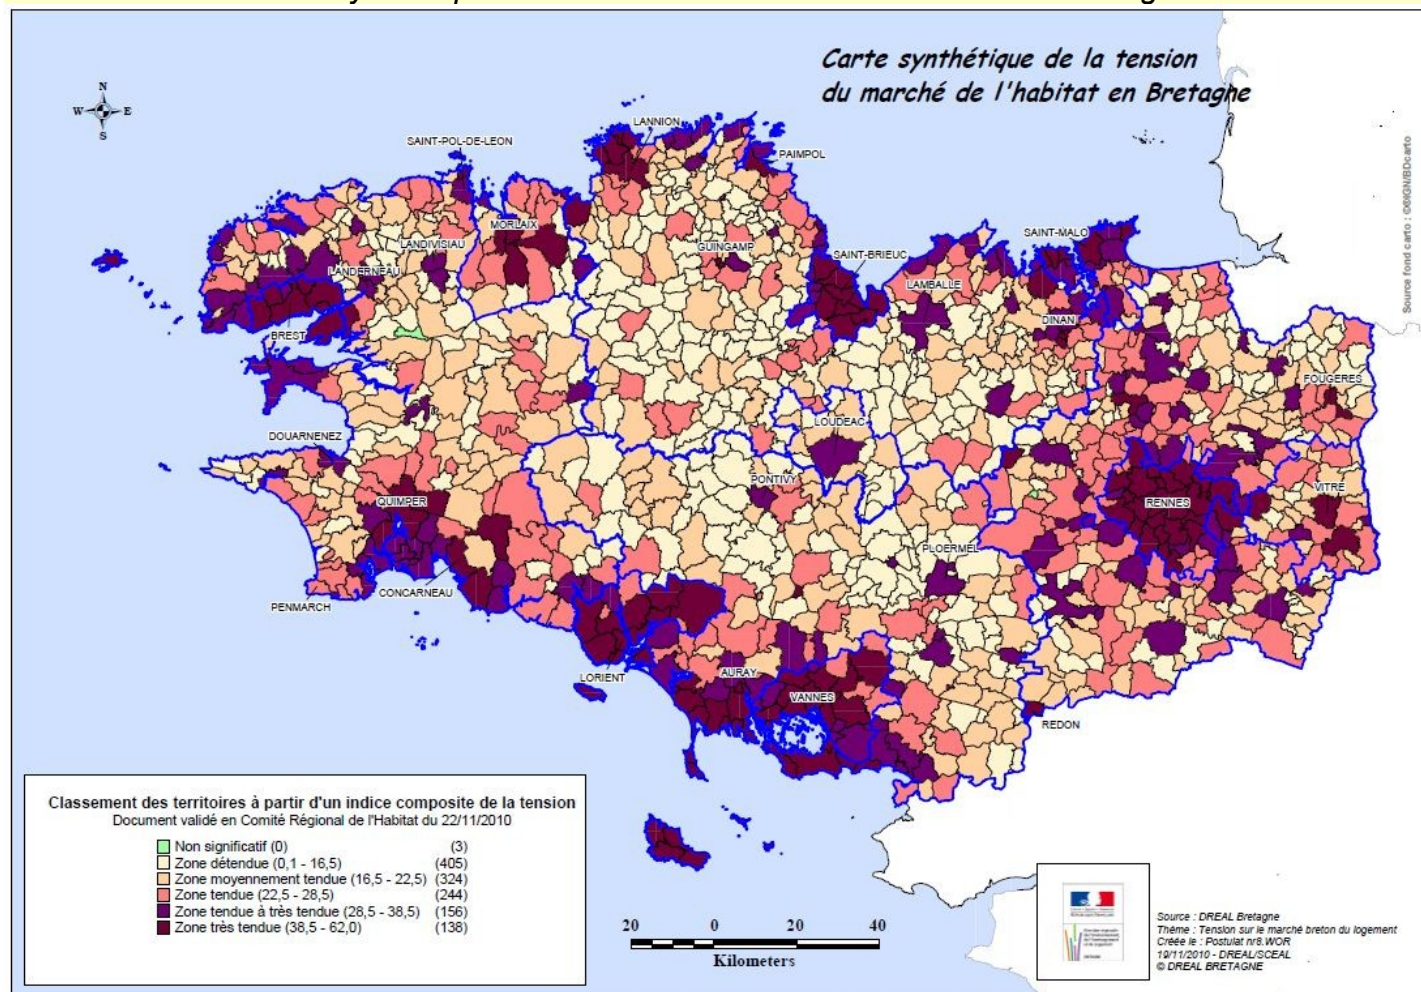 Carte synthétique de la tension
du marché de l'habitat en Bretagne
N
W E
S
LANNION
SAINT-POL-DE-LEON
PAIMPOL
MORLAIX
LANDIVISIAU
GUINGAMP
SAINT-MALO
SAINT-BRIEUC
LANDERNEAU
LAMBALLE
DINAN
BREST
FOUGERES
LOUDEAC
DOUARNENEZ
PONTIVY
VITRE
QUIMPER
RENNES
PLOERMEL
CONCARNEAU
PENMARCH
LORIENT
AURAY
VANNES
REDON
Source fond carto : ©®IGN/BDcarto
Classement des territoires à partir d'un indice composite de la tension
Document validé en Comité Régional de l'Habitat du 22/11/2010
Non significatif (0) (3)
Zone détendue (0,1 - 16,5) (405)
Zone moyennement tendue (16,5 - 22,5) (324)
Zone tendue (22,5 - 28,5) (244)
Zone tendue à très tendue (28,5 - 38,5) (156)
Zone très tendue (38,5 - 62,0) (138)
20 0 20 40
Kilometers
Source : DREAL Bretagne
Thème : Tension sur le marché breton du logement
Créée le : Postulat nr8.WOR
19/11/2010 - DREAL/SCEAL
© DREAL BRETAGNE